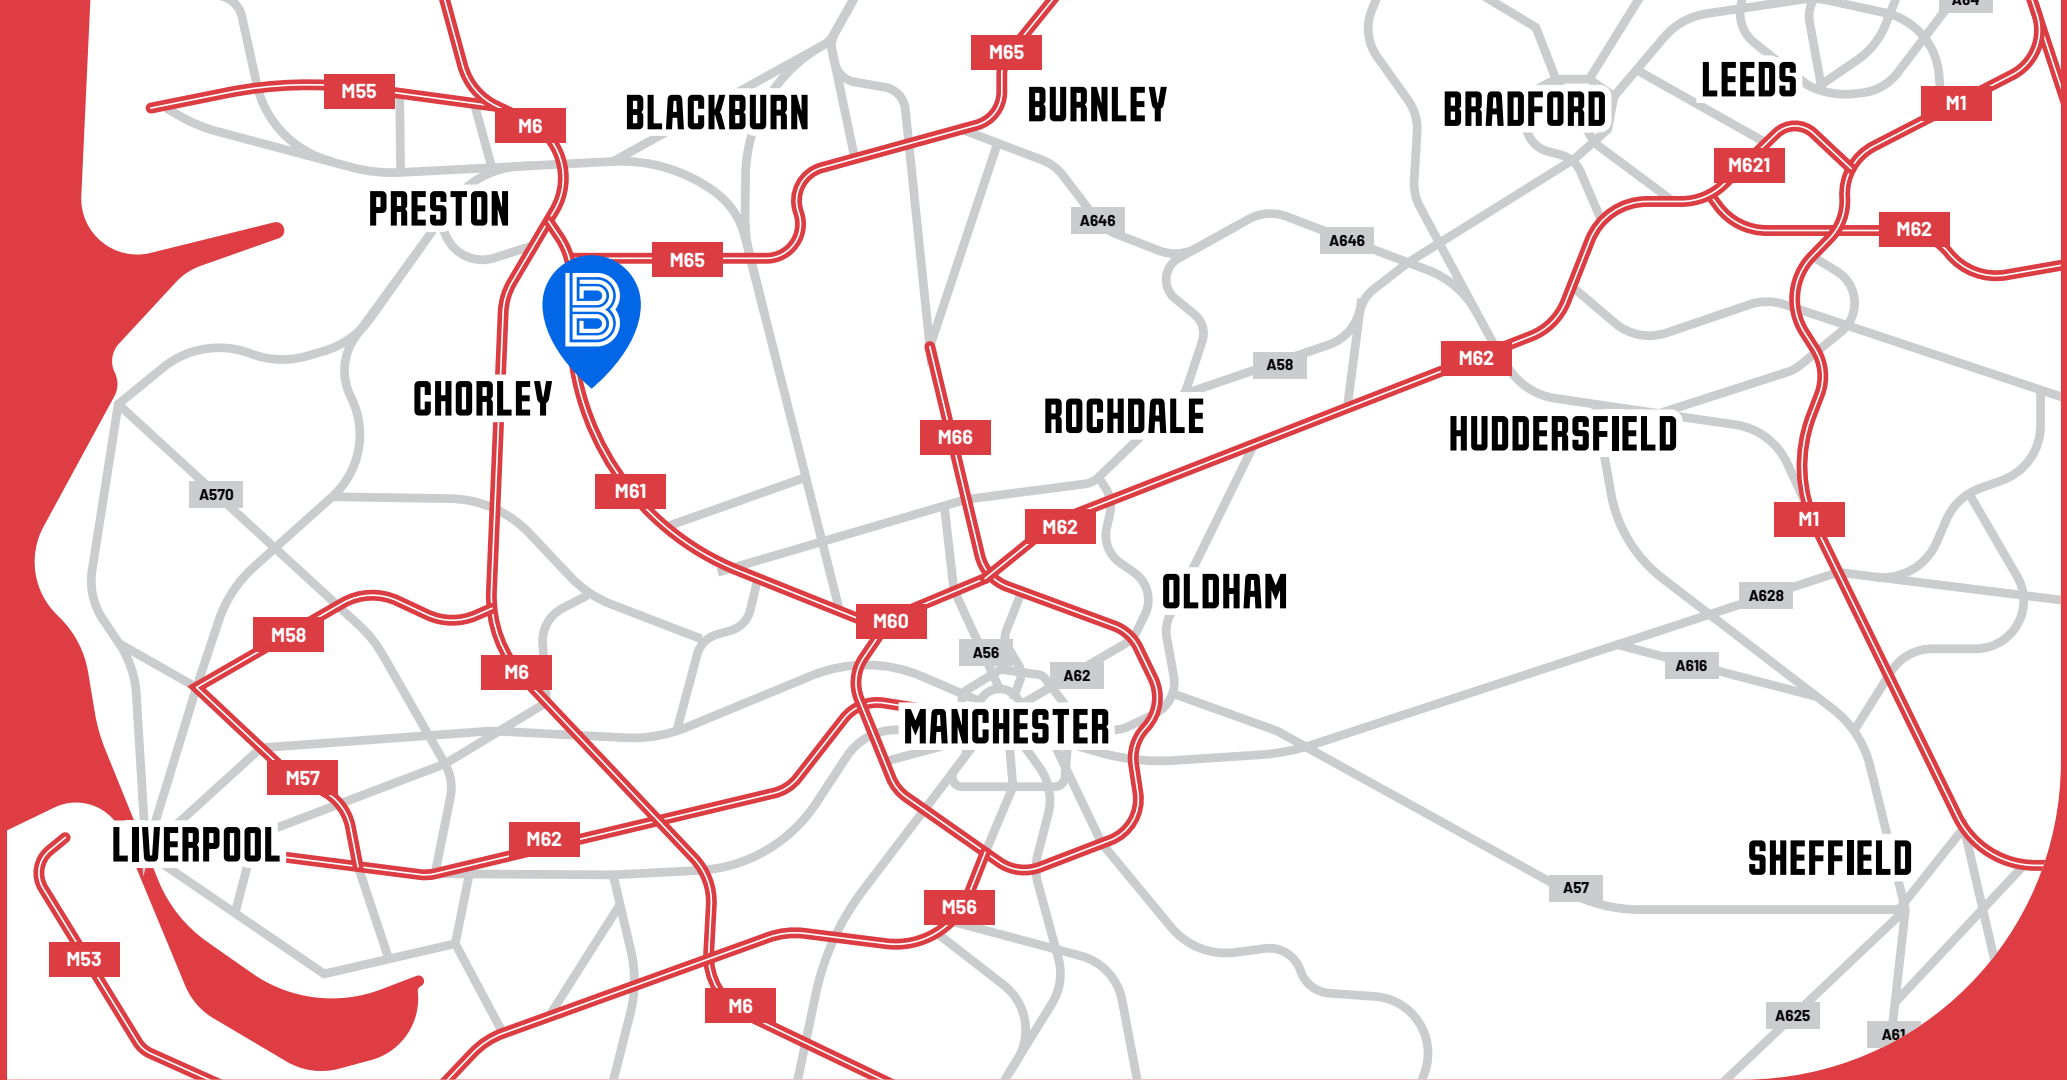 A64
M65
LEEDS
M55
BURNLEY
M1
BLACKBURN
BRADFORD
M6
M621
PRESTON
A646
M62
A646
M65
B
M62
A58
CHORLEY
ROCHDALE
HUDDERSFIELD
M66
M61
A570
M1
M62
OLDHAM
A628
M60
M58
A56
A616
M6
A62
MANCHESTER
M57
M62
LIVERPOOL
SHEFFIELD
A57
M56
M53
M6
A625
A61